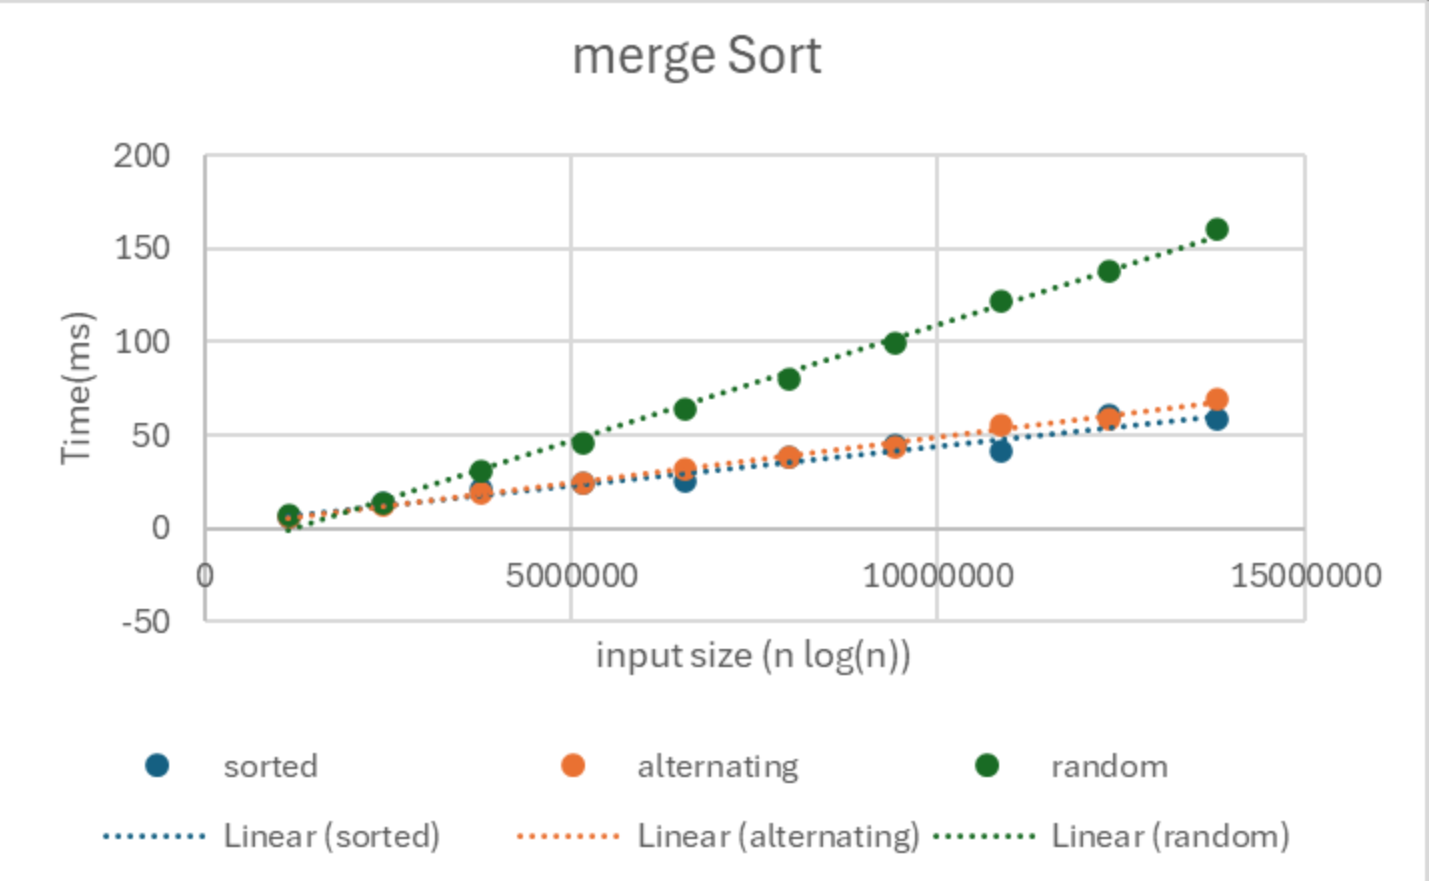 merge Sort
200
150
100
50
0
-50
Time(ms)
0 5000000 10000000 15000000
input size (n log(n))
sorted alternating random
Linear (sorted) Linear (alternating) Linear (random)